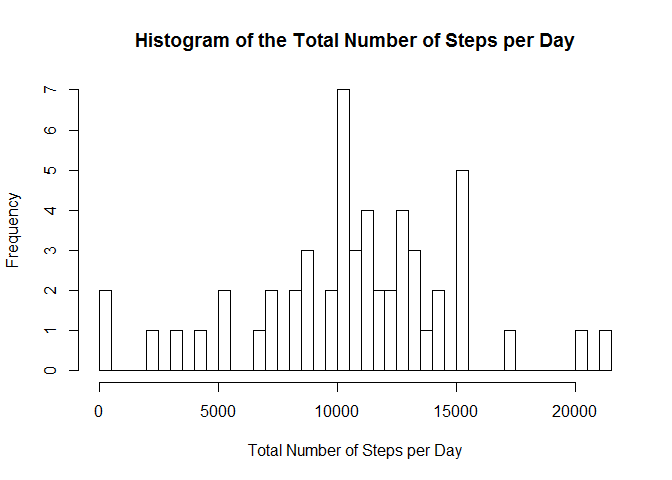 Histogram of the Total Number of Steps per Day
Frequency
7
6
5
4
3
2
1
0
0 5000 10000 15000 20000
Total Number of Steps per Day